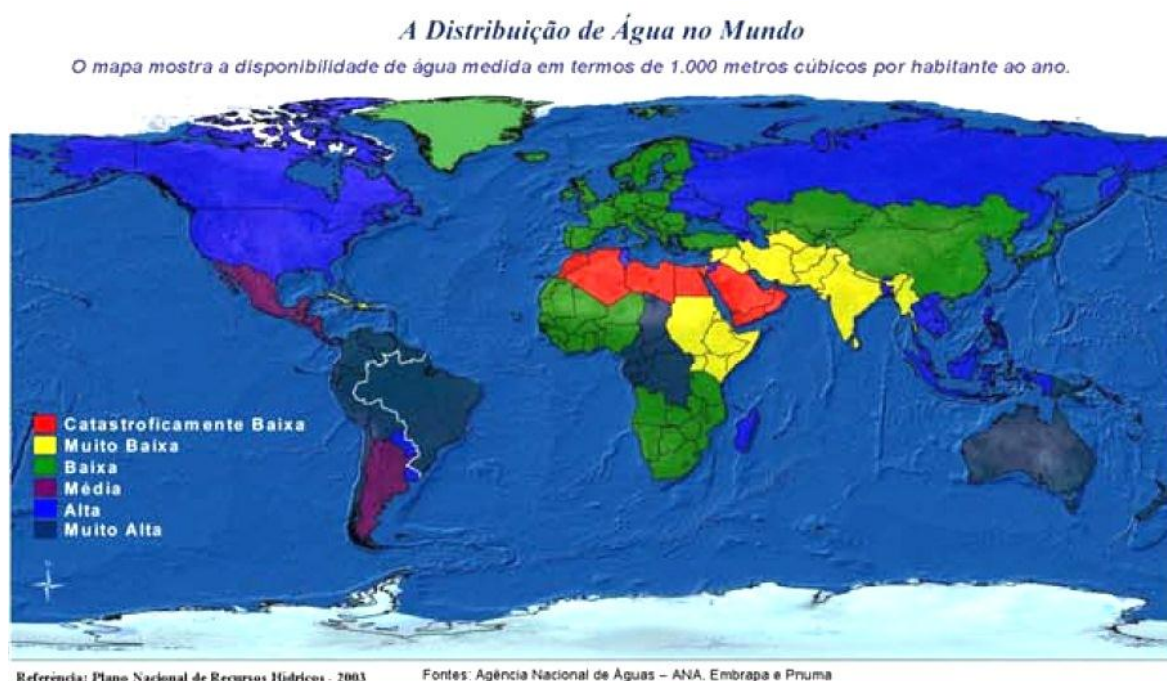 A Distribuição de Água no Mundo
O mapa mostra a disponibilidade de água medida em termos de 1.000 metros cúbicos por habitante ao ano.
Catastroficamente Baixa
Muito Baixa
Baixa
Média
Alta
Muito Alta
Referência: Plano Nacional de Recursos Hídricos . 2003
Fontes: Agência Nacional de Águas – ANA, Embrapa e Pnuma